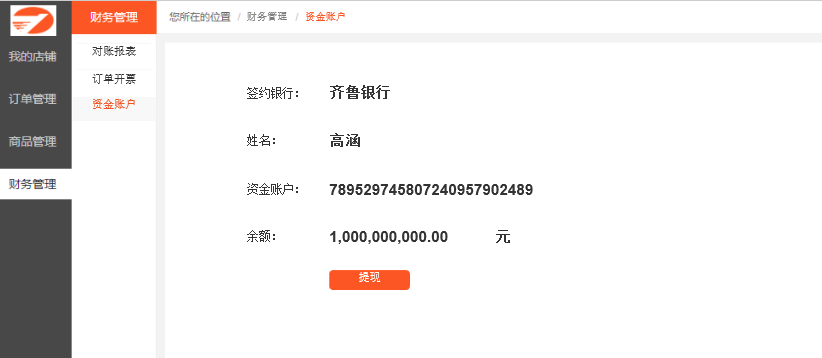 财务管理
您所在的位置 / 财务管理 / 资金账户
我的店铺
订单管理
商品管理
财务管理
对账报表
订单开票
资金账户
签约银行： 齐鲁银行
姓名： 高涵
资金账户： 789529745807240957902489
余额： 1,000,000,000.00 元
提现